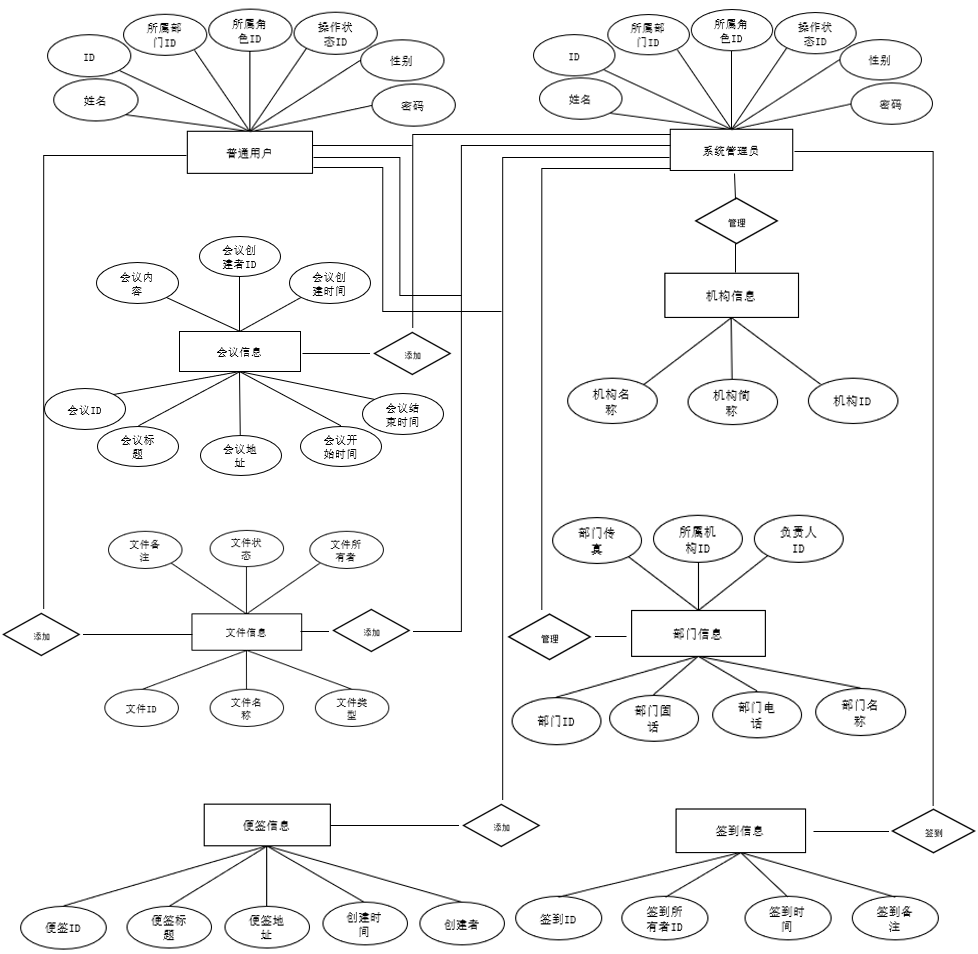 所属部
门ID
所属角
色ID
操作状
态ID
ID
性别
姓名
密码
普通用户
所属部
门ID
所属角
色ID
操作状
态ID
ID
性别
姓名
密码
系统管理员
管理
会议创
建者ID
会议内
容
会议创
建时间
会议信息
添加
会议ID
会议标
题
会议地
址
会议开
始时间
会议结
束时间
机构信息
机构名
称
机构简
称
机构ID
文件备
注
文件状
态
文件所
有者
添加
文件信息
添加
文件ID
文件名
称
文件类
型
部门传
真
所属机
构ID
负责人
ID
管理
部门信息
部门ID
部门固
话
部门电
话
部门名
称
便签信息
添加
便签ID
便签标
题
便签地
址
创建时
间
创建者
签到信息
签到
签到ID
签到所
有者ID
签到时
间
签到备
注